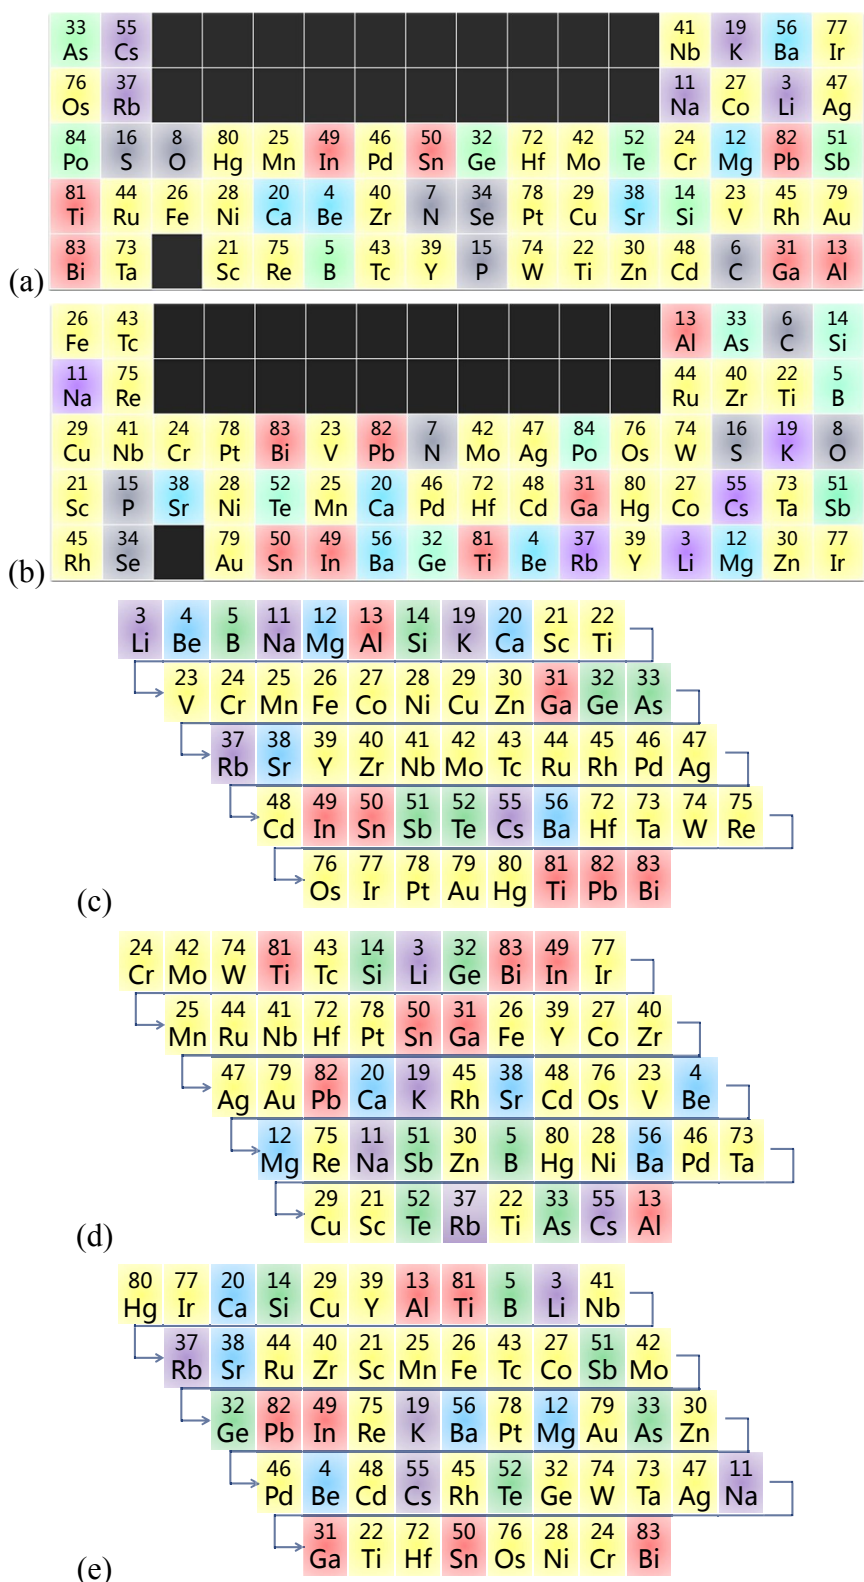 33 55 41 19 56 77
As Cs Nb K Ba Ir
76 37 11 27 3 47
Os Rb Na Co Li Ag
84 16 8 80 25 49 46 50 32 72 42 52 24 12 82 51
Po S O Hg Mn In Pd Sn Ge Hf Mo Te Cr Mg Pb Sb
81 44 26 28 20 4 40 7 34 78 29 38 14 23 45 79
Ti Ru Fe Ni Ca Be Zr N Se Pt Cu Sr Si V Rh Au
83 73 21 75 5 43 39 15 74 22 30 48 6 31 13
Bi Ta Sc Re B Tc Y P W Ti Zn Cd C Ga Al
(a)
26 43 13 33 6 14
Fe Tc Al As C Si
11 75 44 40 22 5
Na Re Ru Zr Ti B
29 41 24 78 83 23 82 7 42 47 84 76 74 16 19 8
Cu Nb Cr Pt Bi V Pb N Mo Ag Po Os W S K O
21 15 38 28 52 25 20 46 72 48 31 80 27 55 73 51
Sc P Sr Ni Te Mn Ca Pd Hf Cd Ga Hg Co Cs Ta Sb
45 34 79 50 49 56 32 81 4 37 39 3 12 30 77
Rh Se Au Sn In Ba Ge Ti Be Rb Y Li Mg Zn Ir
(b)
3 4 5 11 12 13 14 19 20 21 22
Li Be B Na Mg Al Si K Ca Sc Ti
23 24 25 26 27 28 29 30 31 32 33
V Cr Mn Fe Co Ni Cu Zn Ga Ge As
37 38 39 40 41 42 43 44 45 46 47
Rb Sr Y Zr Nb Mo Tc Ru Rh Pd Ag
48 49 50 51 52 55 56 72 73 74 75
Cd In Sn Sb Te Cs Ba Hf Ta W Re
76 77 78 79 80 81 82 83
Os Ir Pt Au Hg Ti Pb Bi
(c)
24 42 74 81 43 14 3 32 83 49 77
Cr Mo W Ti Tc Si Li Ge Bi In Ir
25 44 41 72 78 50 31 26 39 27 40
Mn Ru Nb Hf Pt Sn Ga Fe Y Co Zr
47 79 82 20 19 45 38 48 76 23 4
Ag Au Pb Ca K Rh Sr Cd Os V Be
12 75 11 51 30 5 80 28 56 46 73
Mg Re Na Sb Zn B Hg Ni Ba Pd Ta
29 21 52 37 22 33 55 13
Cu Sc Te Rb Ti As Cs Al
(d)
80 77 20 14 29 39 13 81 5 3 41
Hg Ir Ca Si Cu Y Al Ti B Li Nb
37 38 44 40 21 25 26 43 27 51 42
Rb Sr Ru Zr Sc Mn Fe Tc Co Sb Mo
32 82 49 75 19 56 78 12 79 33 30
Ge Pb In Re K Ba Pt Mg Au As Zn
46 4 48 55 45 52 32 74 73 47 11
Pd Be Cd Cs Rh Te Ge W Ta Ag Na
31 22 72 50 76 28 24 83
Ga Ti Hf Sn Os Ni Cr Bi
(e)